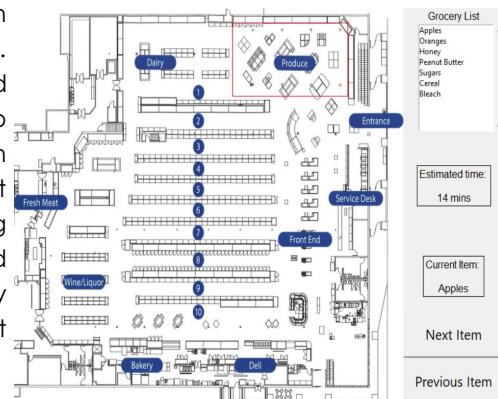 n
.
d
o
n
t
g
d
y
t
Dairy
Produce
1
2
Entrance
3
4
5
Fresh Meat
Service Desk
6
7
Front End
8
Wine/Liquor
9
10
Bakery
Deli
Grocery List
Apples
Oranges
Honey
Peanut Butter
Sugars
Cereal
Bleach
Estimated time:
14 mins
Current Item:
Apples
Next Item
Previous Item